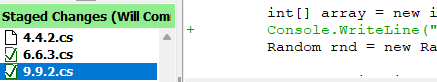 Staged Changes (Will Com
4.4.2.cs
6.6.3.cs
9.9.2.cs
int[] array = new i
+ Console.WriteLine("
Random rnd = new Ra